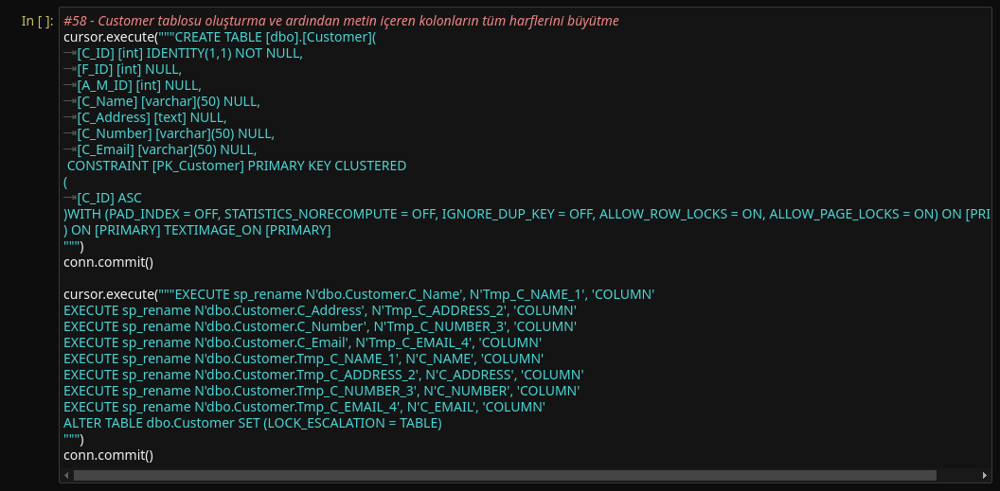 In [ ]:
#58 - Customer tablosu oluşturma ve ardından metin içeren kolonların tüm harflerini büyütme
cursor.execute("""CREATE TABLE [dbo].[Customer](
[C_ID] [int] IDENTITY(1,1) NOT NULL,
[F_ID] [int] NULL,
[A_M_ID] [int] NULL,
[C_Name] [varchar](50) NULL,
[C_Address] [text] NULL,
[C_Number] [varchar](50) NULL,
[C_Email] [varchar](50) NULL,
CONSTRAINT [PK_Customer] PRIMARY KEY CLUSTERED
(
[C_ID] ASC
)WITH (PAD_INDEX = OFF, STATISTICS_NORECOMPUTE = OFF, IGNORE_DUP_KEY = OFF, ALLOW_ROW_LOCKS = ON, ALLOW_PAGE_LOCKS = ON) ON [PRI
) ON [PRIMARY] TEXTIMAGE_ON [PRIMARY]
""")
conn.commit()

cursor.execute("""EXECUTE sp_rename N'dbo.Customer.C_Name', N'Tmp_C_NAME_1', 'COLUMN'
EXECUTE sp_rename N'dbo.Customer.C_Address', N'Tmp_C_ADDRESS_2', 'COLUMN'
EXECUTE sp_rename N'dbo.Customer.C_Number', N'Tmp_C_NUMBER_3', 'COLUMN'
EXECUTE sp_rename N'dbo.Customer.C_Email', N'Tmp_C_EMAIL_4', 'COLUMN'
EXECUTE sp_rename N'dbo.Customer.Tmp_C_NAME_1', N'C_NAME', 'COLUMN'
EXECUTE sp_rename N'dbo.Customer.Tmp_C_ADDRESS_2', N'C_ADDRESS', 'COLUMN'
EXECUTE sp_rename N'dbo.Customer.Tmp_C_NUMBER_3', N'C_NUMBER', 'COLUMN'
EXECUTE sp_rename N'dbo.Customer.Tmp_C_EMAIL_4', N'C_EMAIL', 'COLUMN'
ALTER TABLE dbo.Customer SET (LOCK_ESCALATION = TABLE)
""")
conn.commit()